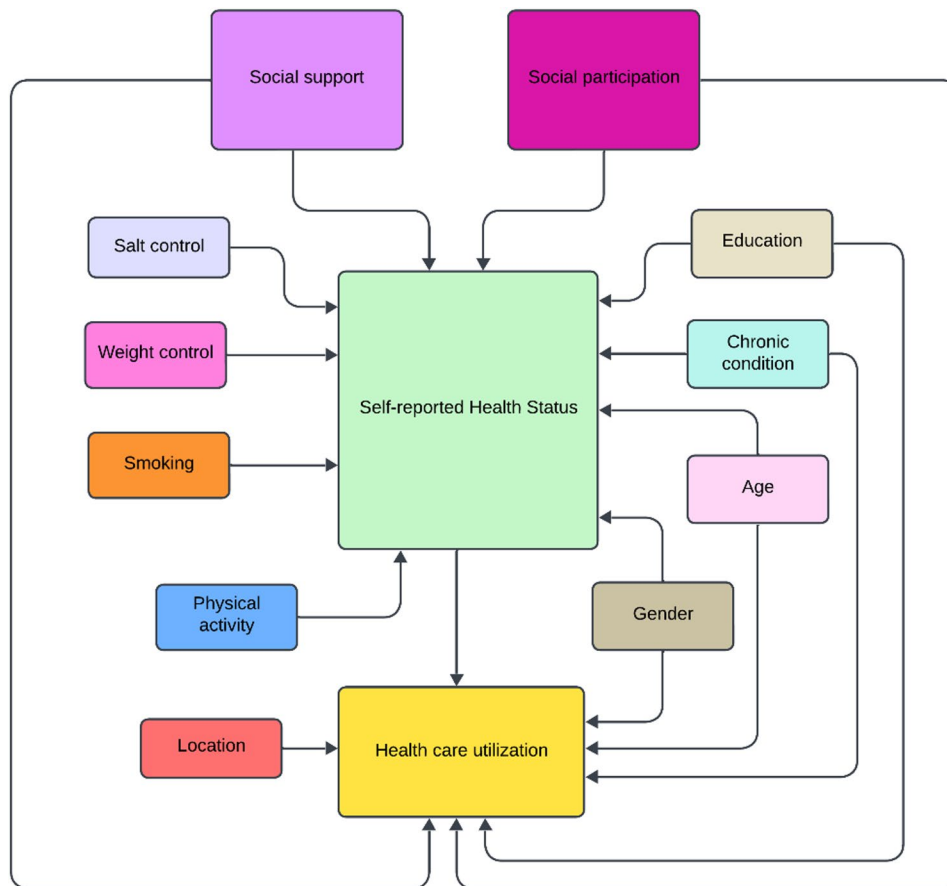 Social support
Social participation
Salt control
Education
Weight control
Chronic
condition
Self-reported Health Status
Smoking
Age
Physical
activity
Gender
Location
Health care utilization